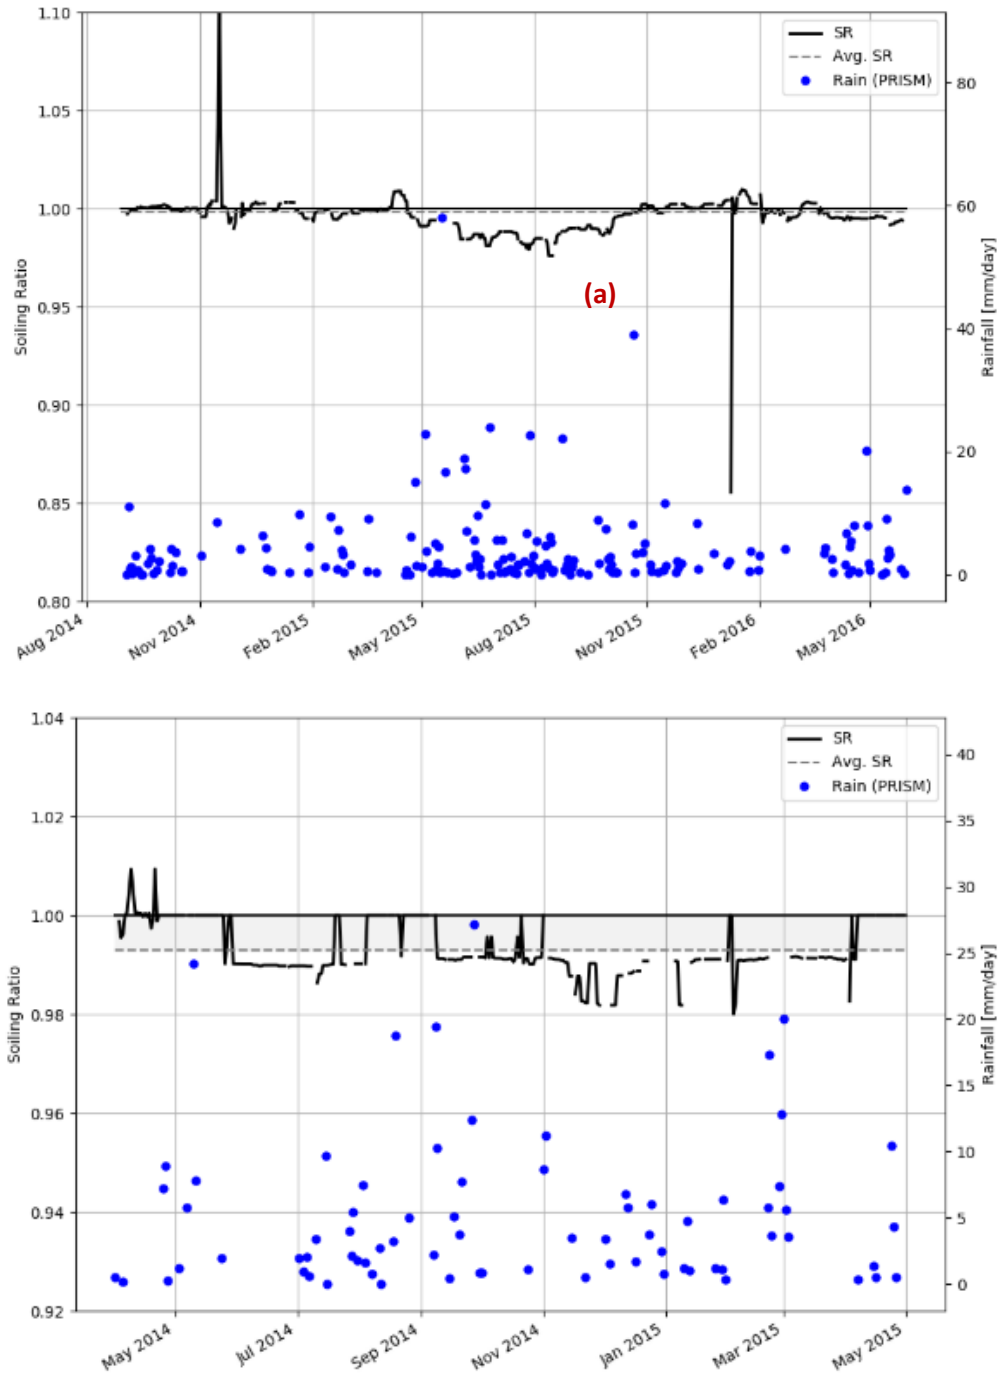 1.10
SR
Avg. SR
Rain (PRISM)
80
1.05
1.00
60
(a)
0.95
Soiling Ratio
Rainfall [mm/day]
40
0.90
20
0.85
0
0.80
Aug 2014
Nov 2014
Feb 2015
May 2015
Aug 2015
Nov 2015
Feb 2016
May 2016
1.04
SR
Avg. SR
Rain (PRISM)
40
35
1.02
30
1.00
25
0.98
Soiling Ratio
Rainfall [mm/day]
20
15
0.96
10
0.94
5
0
0.92
May 2014
Jul 2014
Sep 2014
Nov 2014
Jan 2015
Mar 2015
May 2015